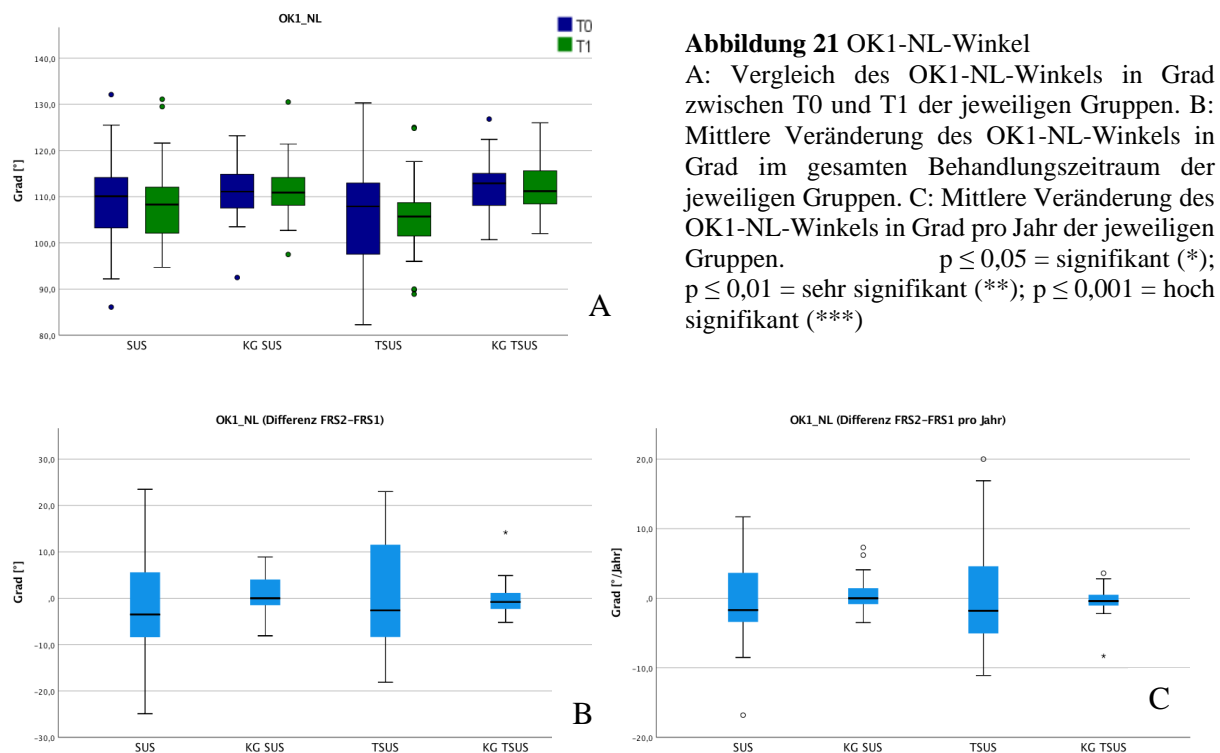 OK1_NL
T0
T1
140,0
130,0
120,0
110,0
100,0
90,0
80,0
Grad [°]
SUS
KG SUS
TSUS
KG TSUS
A
Abbildung 21 OK1-NL-Winkel
A: Vergleich des OK1-NL-Winkels in Grad
zwischen T0 und T1 der jeweiligen Gruppen. B:
Mittlere Veränderung des OK1-NL-Winkels in
Grad im gesamten Behandlungszeitraum der
jeweiligen Gruppen. C: Mittlere Veränderung des
OK1-NL-Winkels in Grad pro Jahr der jeweiligen
Gruppen. p ≤ 0,05 = signifikant (*);
p ≤ 0,01 = sehr signifikant (**); p ≤ 0,001 = hoch
signifikant (***)
OK1_NL (Differenz FRS2-FRS1)
30,0
20,0
10,0
,0
-10,0
-20,0
-30,0
Grad [°]
SUS
KG SUS
TSUS
KG TSUS
B
OK1_NL (Differenz FRS2-FRS1 pro Jahr)
20,0
10,0
,0
-10,0
-20,0
Grad [°/Jahr]
SUS
KG SUS
TSUS
KG TSUS
C